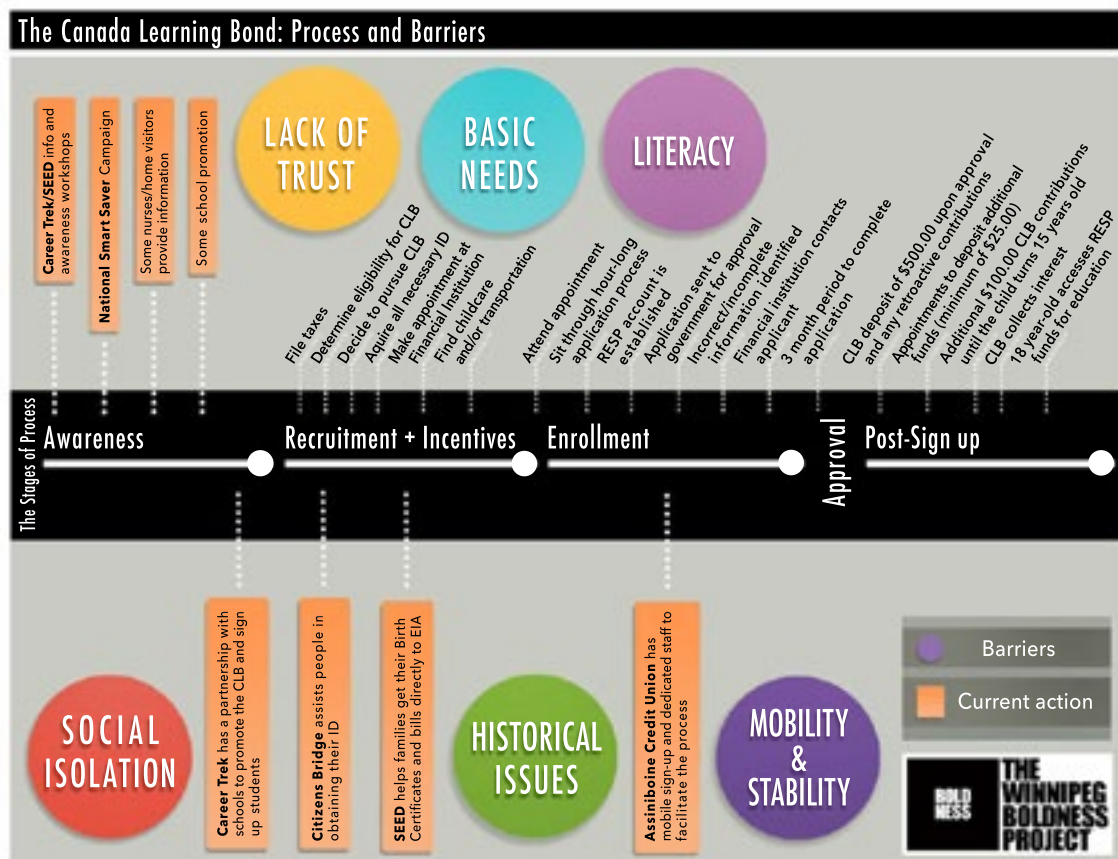 The Canada Learning Bond: Process and Barriers
Career Trek/SEED info and
awareness workshops
National Smart Saver Campaign
Some nurses/home visitors
provide information
Some school promotion
LACK OF
TRUST
BASIC
NEEDS
LITERACY
File taxes
Determine eligibility for CLB
Decide to pursue CLB
Aquire all necessary ID
Make appointment at
Financial Institution
Find childcare
and/or transportation
Attend appointment
Sit through hour-long
application process
RESP account is
established
Application sent to
government for approval
Incorrect/incomplete
information identified
Financial institution contacts
applicant
3 month period to complete
application
CLB deposit of $500.00 upon approval
and any retroactive contributions
Appointments to deposit additional
funds (minimum of $25.00)
Additional $100.00 CLB contributions
until the child turns 15 years old
CLB collects interest
18 year-old accesses RESP
funds for education
The Stages of Process
Awareness
Recruitment + Incentives
Enrollment
Approval
Post-Sign up
Career Trek has a partnership with
schools to promote the CLB and sign
up students
Citizens Bridge assists people in
obtaining their ID
SEED helps families get their Birth
Certificates and bills directly to EIA
Assiniboine Credit Union has
mobile sign-up and dedicated staff to
facilitate the process
SOCIAL
ISOLATION
HISTORICAL
ISSUES
MOBILITY
&
STABILITY
Barriers
Current action
BOLD
NESS
THE
WINNIPEG
BOLDNESS
PROJECT